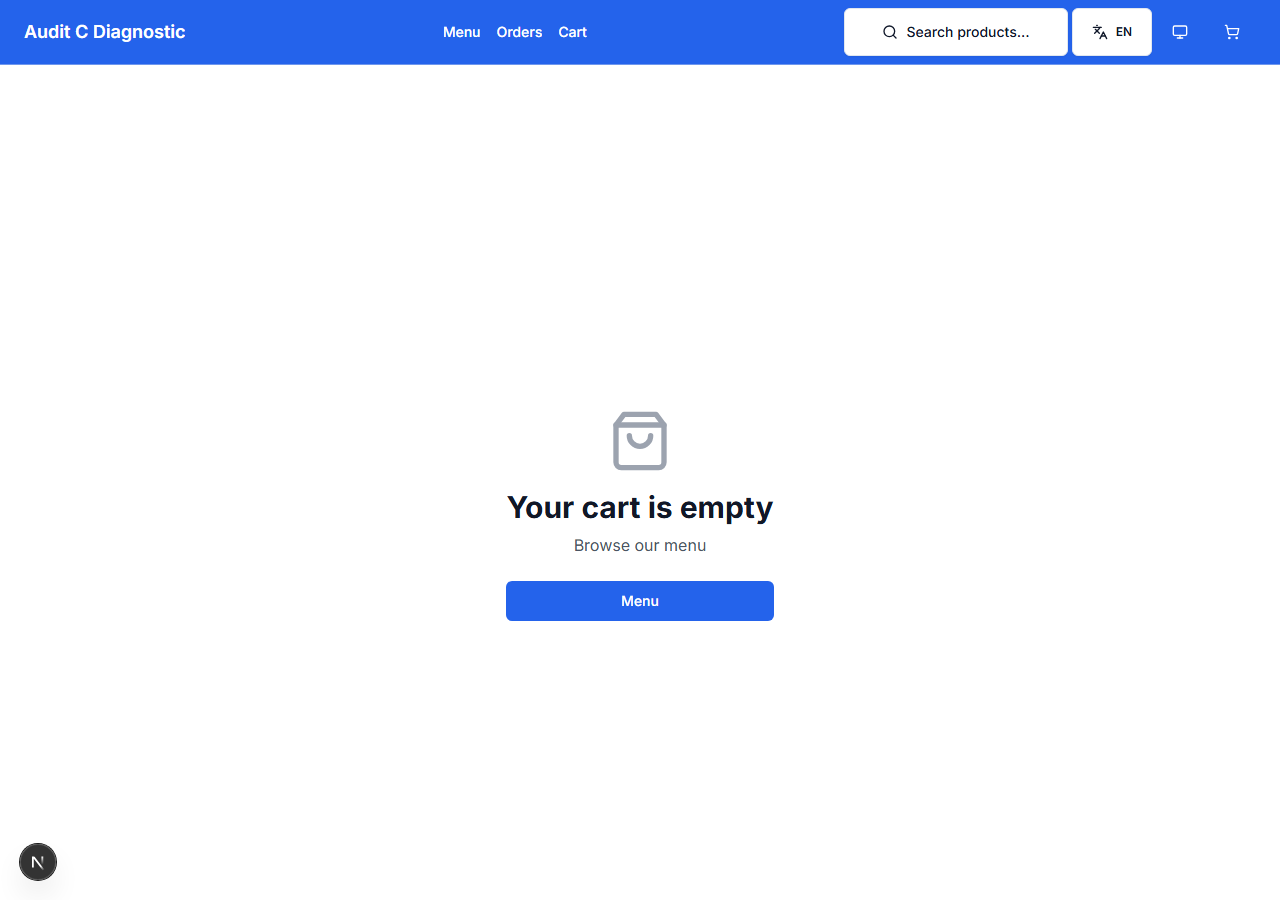 Audit C Diagnostic
Menu Orders Cart
Search products...
EN
Your cart is empty
Browse our menu
Menu
N